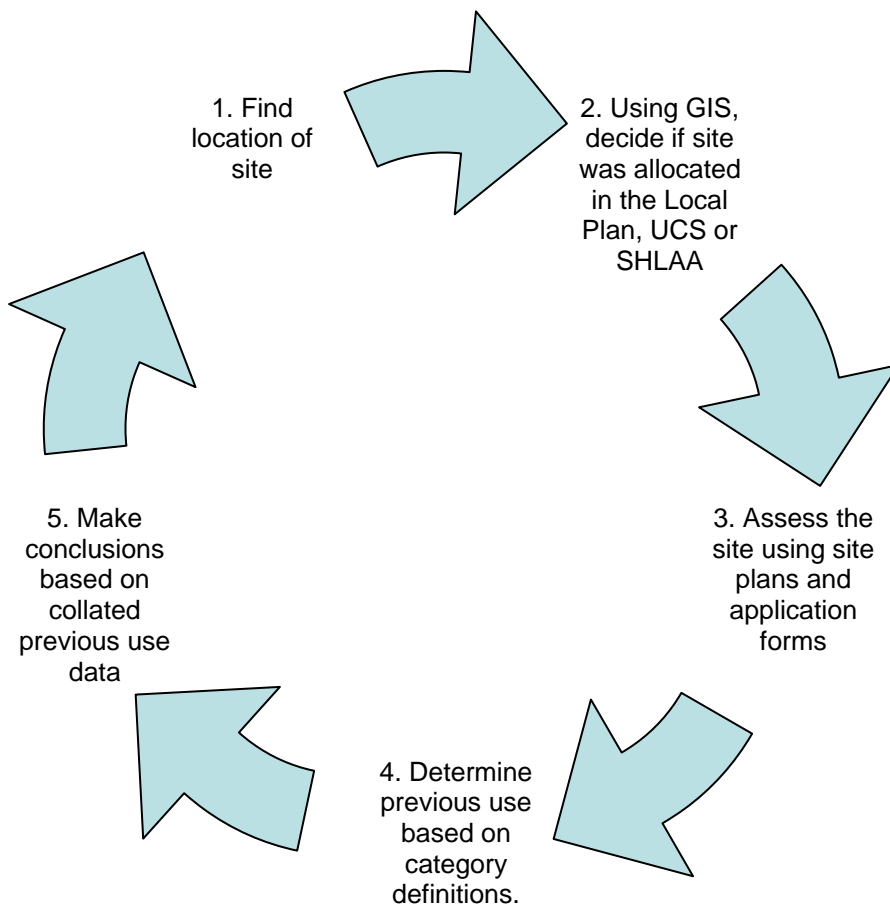 1. Find
location of
site
2. Using GIS,
decide if site
was allocated
in the Local
Plan, UCS or
SHLAA
3. Assess the
site using site
plans and
application
forms
4. Determine
previous use
based on
category
definitions.
5. Make
conclusions
based on
collated
previous use
data